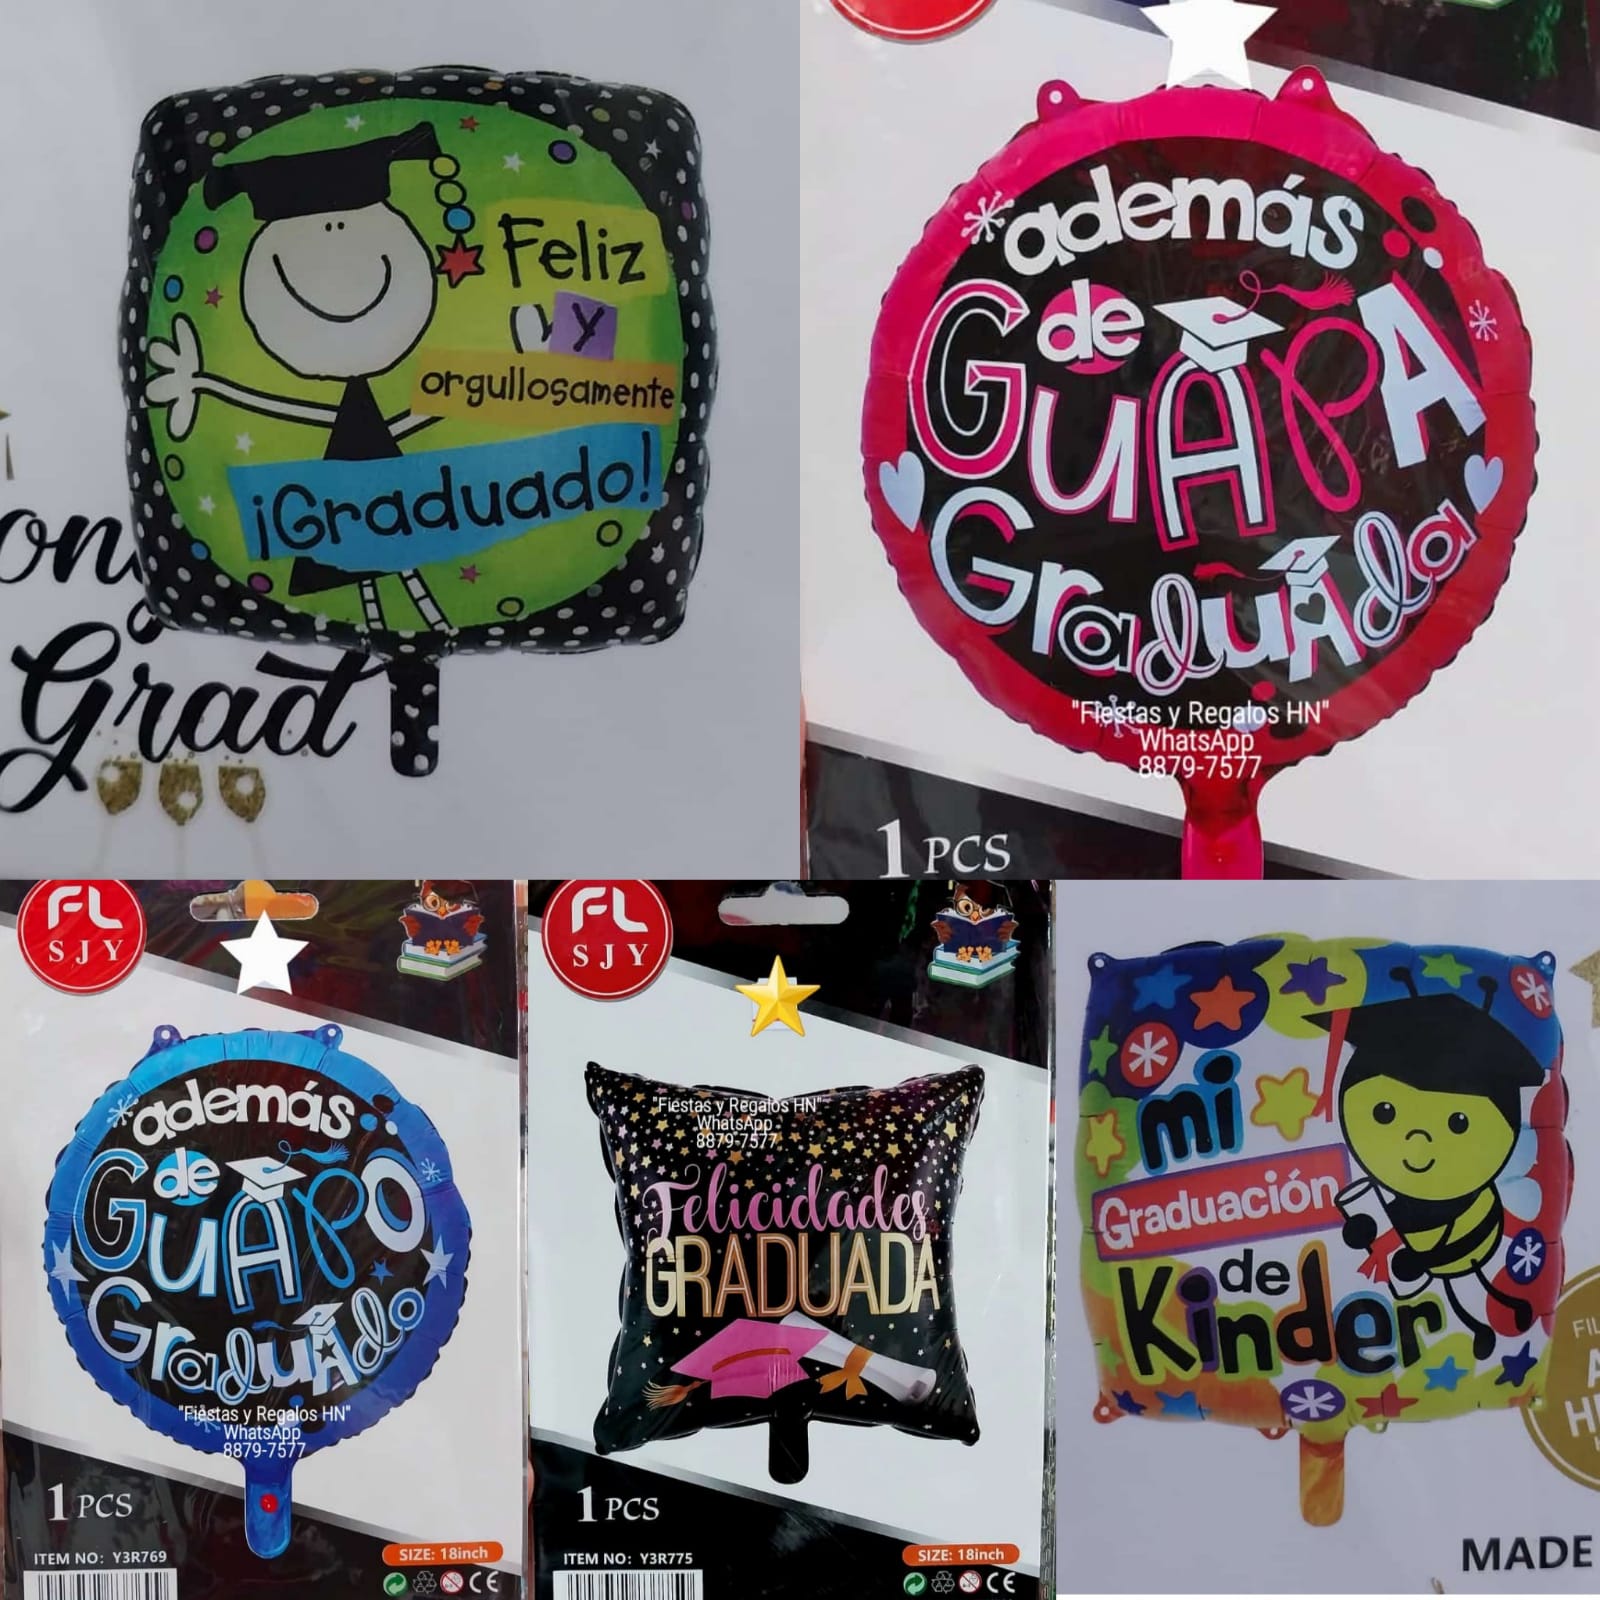 Feliz
y
orgullosamente
¡Graduado!
Grad
además
de
GUAPA
Graduada
"Fiestas y Regalos HN"
WhatsApp
8879-7577
1 PCS
FL
SJY
además
de
GUAPO
Graduado
"Fiestas y Regalos HN"
WhatsApp
8879-7577
1 PCS
ITEM NO: Y3R769
SIZE: 18inch
CE
FL
SJY
"Fiestas y Regalos HN"
WhatsApp
8879-7577
Felicidades
GRADUADA
1 PCS
ITEM NO: Y3R775
SIZE: 18inch
CE
mi
Graduación
de
Kinder
MADE